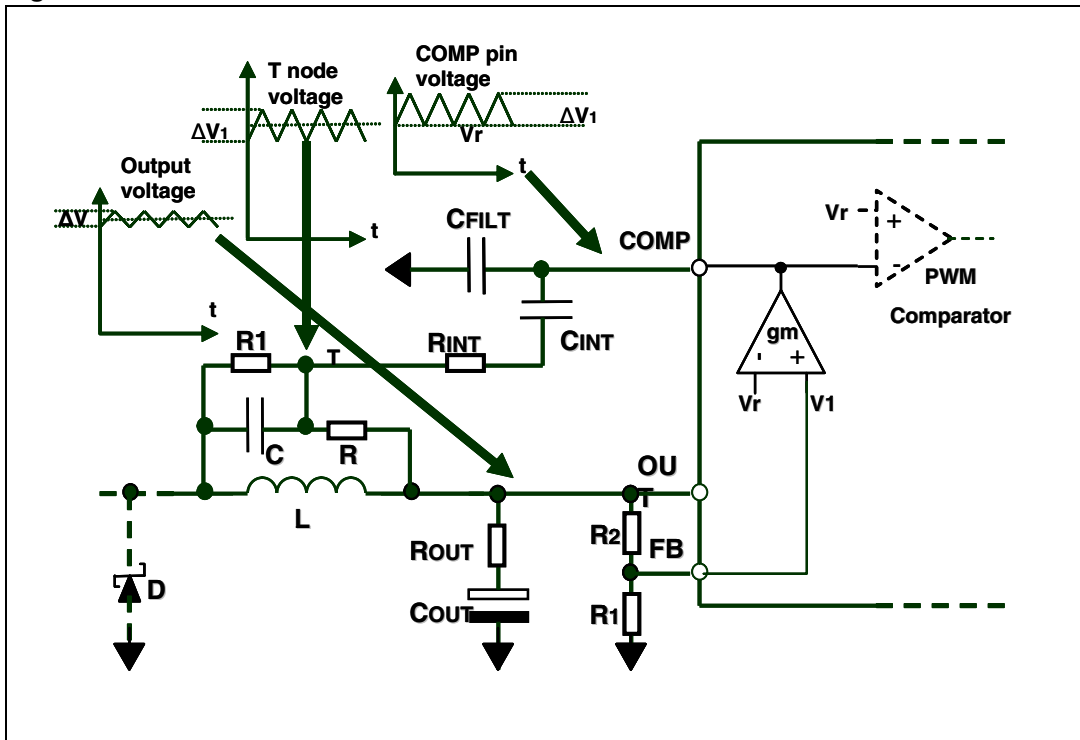 T node
voltage
COMP pin
voltage
ΔV1
Vr
ΔV1
t
Output
voltage
ΔV
t
t
CFILT
COMP
Vr
+
-
PWM
Comparator
CINT
R1
T
RINT
gm
-
+
Vr
V1
C
R
L
OU
T
R2
FB
ROUT
D
COUT
R1